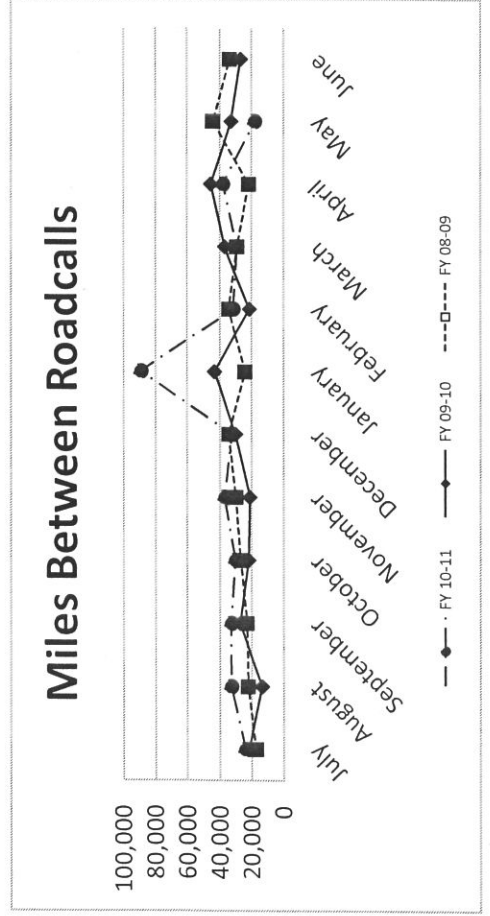 Miles Between Roadcalls
100,000
80,000
60,000
40,000
20,000
0
July
August
September
October
November
December
January
February
March
April
May
June
FY 10-11
FY 09-10
FY 08-09